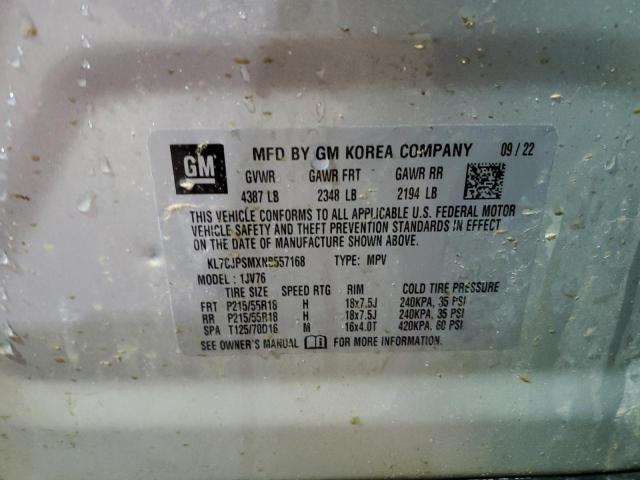 GM MFD BY GM KOREA COMPANY 09/22
GVWR GAWR FRT GAWR RR
4387 LB 2348 LB 2194 LB
THIS VEHICLE CONFORMS TO ALL APPLICABLE U.S. FEDERAL MOTOR
VEHICLE SAFETY AND THEFT PREVENTION STANDARDS IN EFFECT
ON THE DATE OF MANUFACTURE SHOWN ABOVE.
KL7CJPSMXNB557168 TYPE: MPV
MODEL: 1JV76
TIRE SIZE SPEED RTG RIM COLD TIRE PRESSURE
FRT P215/55R18 H 18x7.5J 240KPA, 35 PSI
RR P215/55R18 H 18x7.5J 240KPA, 35 PSI
SPA T125/70D16 M 16x4.0T 420KPA, 60 PSI
SEE OWNER'S MANUAL FOR MORE INFORMATION.